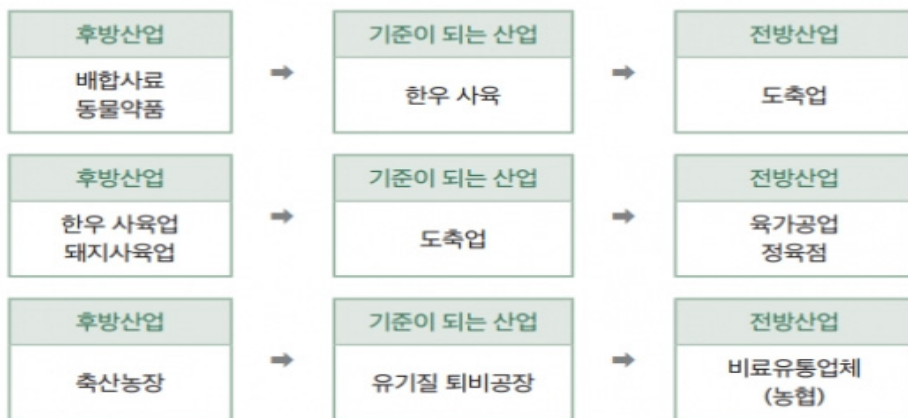 후방산업
기준이 되는 산업
전방산업
배합사료
동물약품
➡
한우 사육
➡
도축업
후방산업
기준이 되는 산업
전방산업
한우 사육업
돼지사육업
➡
도축업
➡
육가공업
정육점
후방산업
기준이 되는 산업
전방산업
축산농장
➡
유기질 퇴비공장
➡
비료유통업체
(농협)